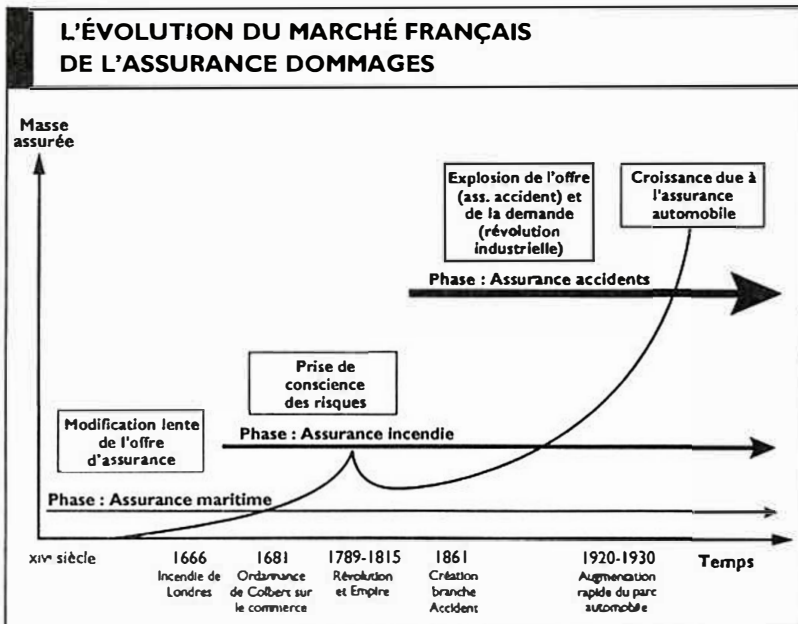 L'ÉVOLUTION DU MARCHÉ FRANÇAIS
DE L'ASSURANCE DOMMAGES
Masse
assurée
Explosion de l'offre
(ass. accident) et
de la demande
(révolution
industrielle)
Croissance due à
l'assurance
automobile
Phase : Assurance accidents
Prise de
conscience
des risques
Modification lente
de l'offre
d'assurance
Phase : Assurance incendie
Phase : Assurance maritime
XIVe siècle
1666
Incendie de
Londres
1681
Ordonnance
de Colbert sur
le commerce
1789-1815
Révolution
et Empire
1861
Création
branche
Accident
1920-1930
Augmentation
rapide du parc
automobile
Temps